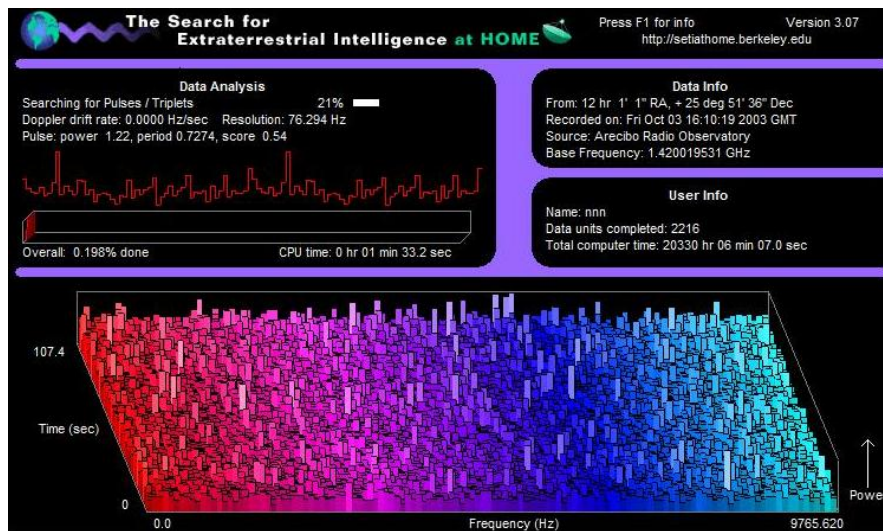 The Search for
Extraterrestrial Intelligence at HOME
Press F1 for info
Version 3.07
http://setiathome.berkeley.edu
Data Analysis
Searching for Pulses / Triplets 21%
Doppler drift rate: 0.0000 Hz/sec Resolution: 76.294 Hz
Pulse: power 1.22, period 0.7274, score 0.54
Overall: 0.198% done CPU time: 0 hr 01 min 33.2 sec
Data Info
From: 12 hr 1' 1" RA, + 25 deg 51' 36" Dec
Recorded on: Fri Oct 03 16:10:19 2003 GMT
Source: Arecibo Radio Observatory
Base Frequency: 1.420019531 GHz
User Info
Name: nnn
Data units completed: 2216
Total computer time: 20330 hr 06 min 07.0 sec
107.4
Time (sec)
0
0.0 Frequency (Hz) 9765.620
Power